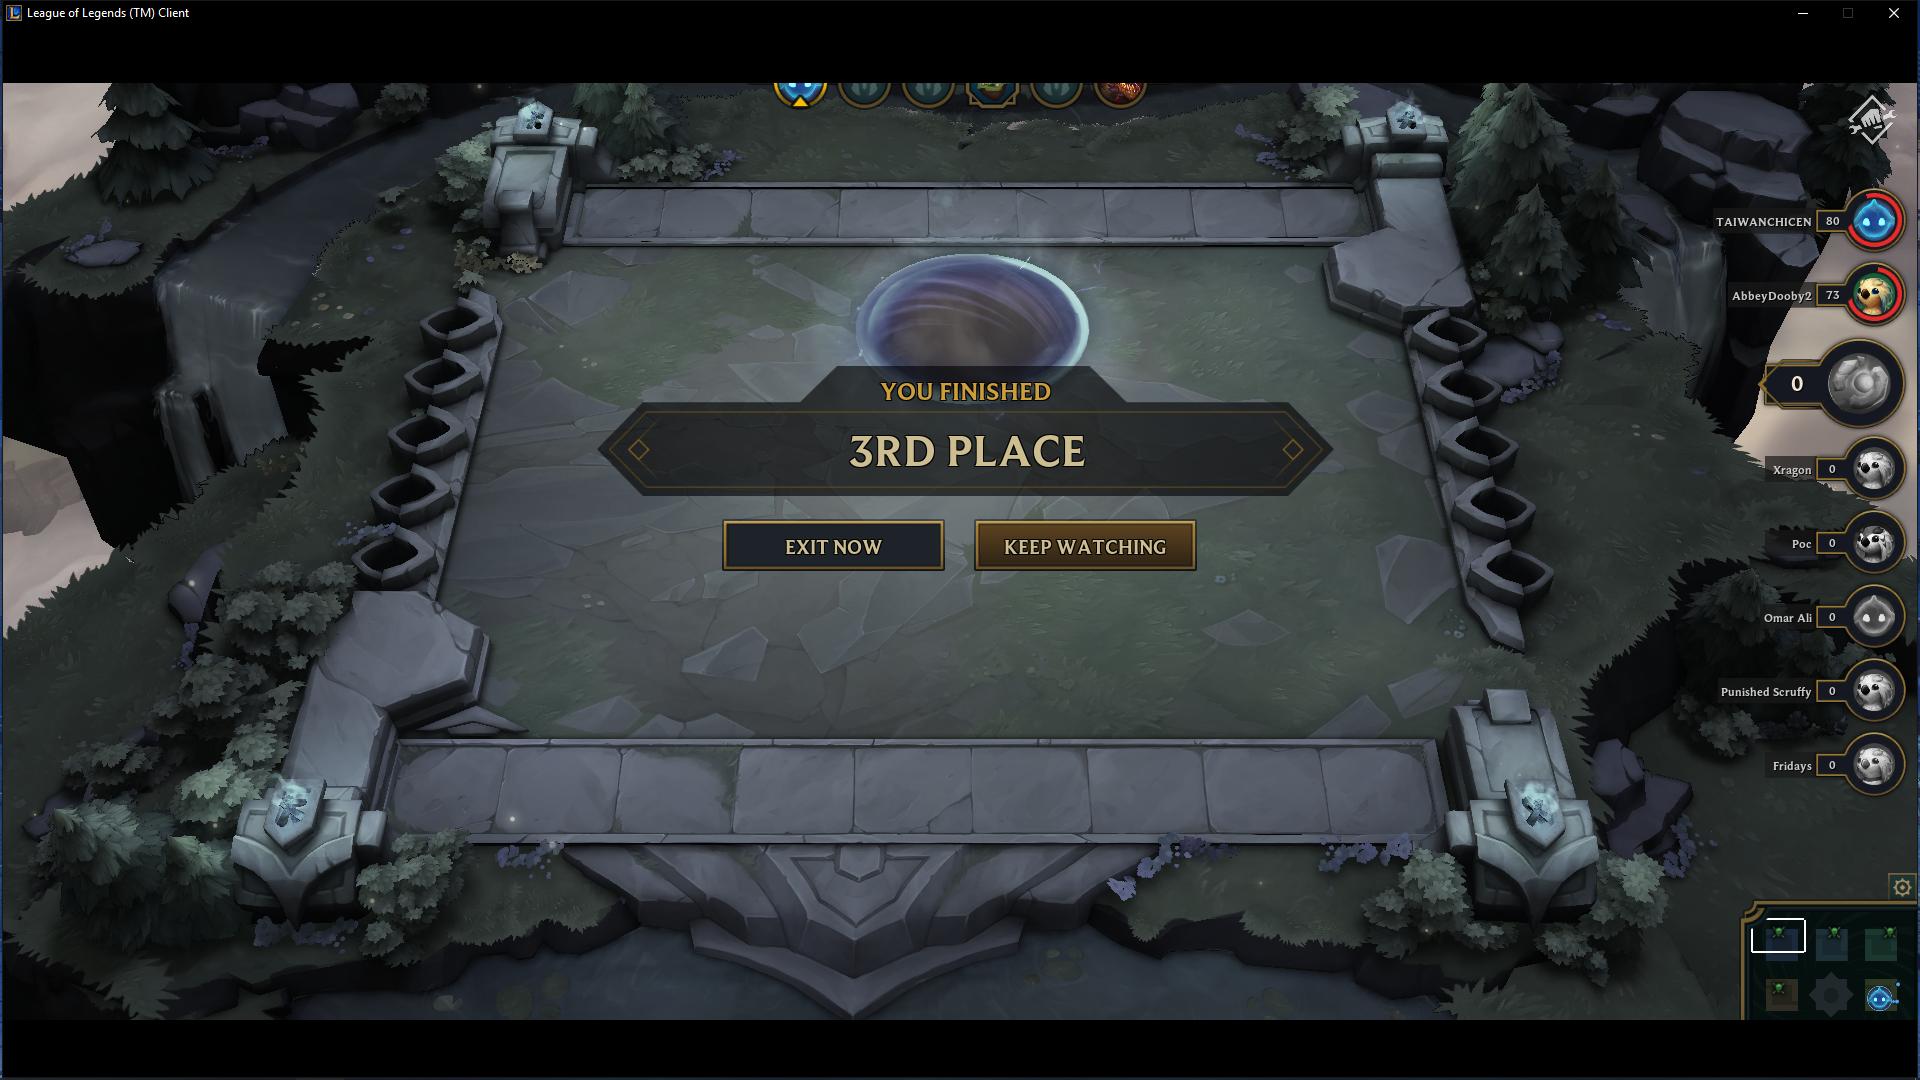 League of Legends (TM) Client
TAIWANCHICEN 80
AbbeyDooby2 73
YOU FINISHED
0
3RD PLACE
Xragon 0
EXIT NOW KEEP WATCHING
Poc 0
Omar Ali 0
Punished Scruffy 0
Fridays 0